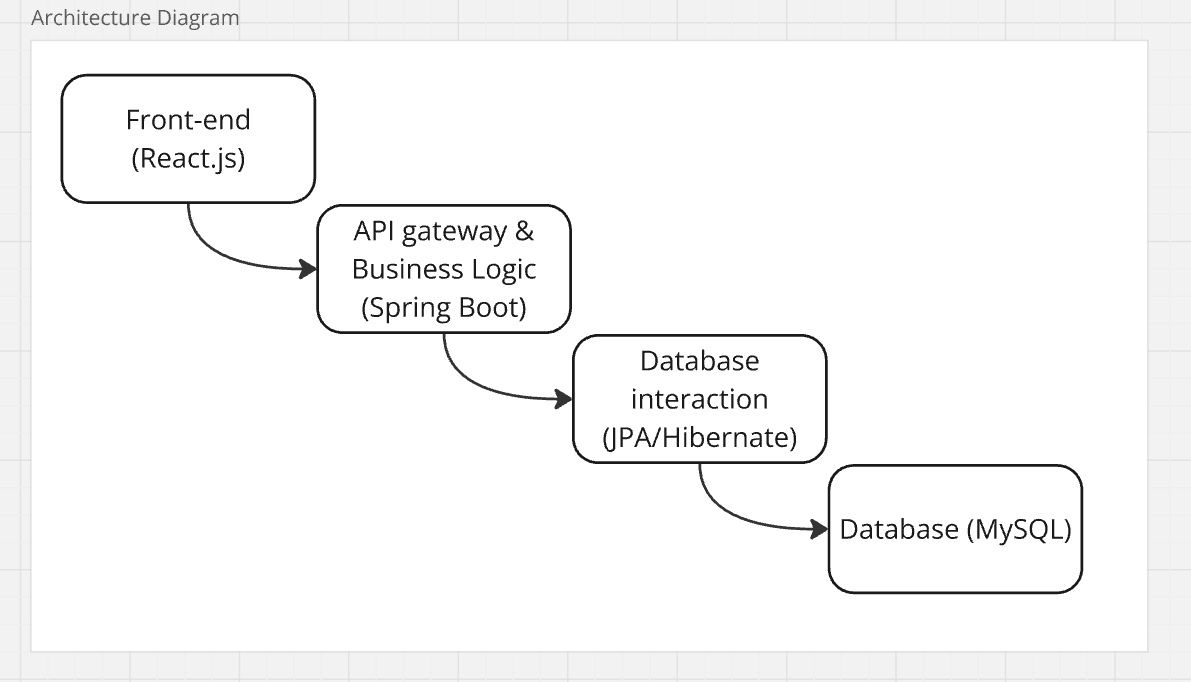 Architecture Diagram
Front-end
(React.js)
API gateway &
Business Logic
(Spring Boot)
Database
interaction
(JPA/Hibernate)
Database (MySQL)